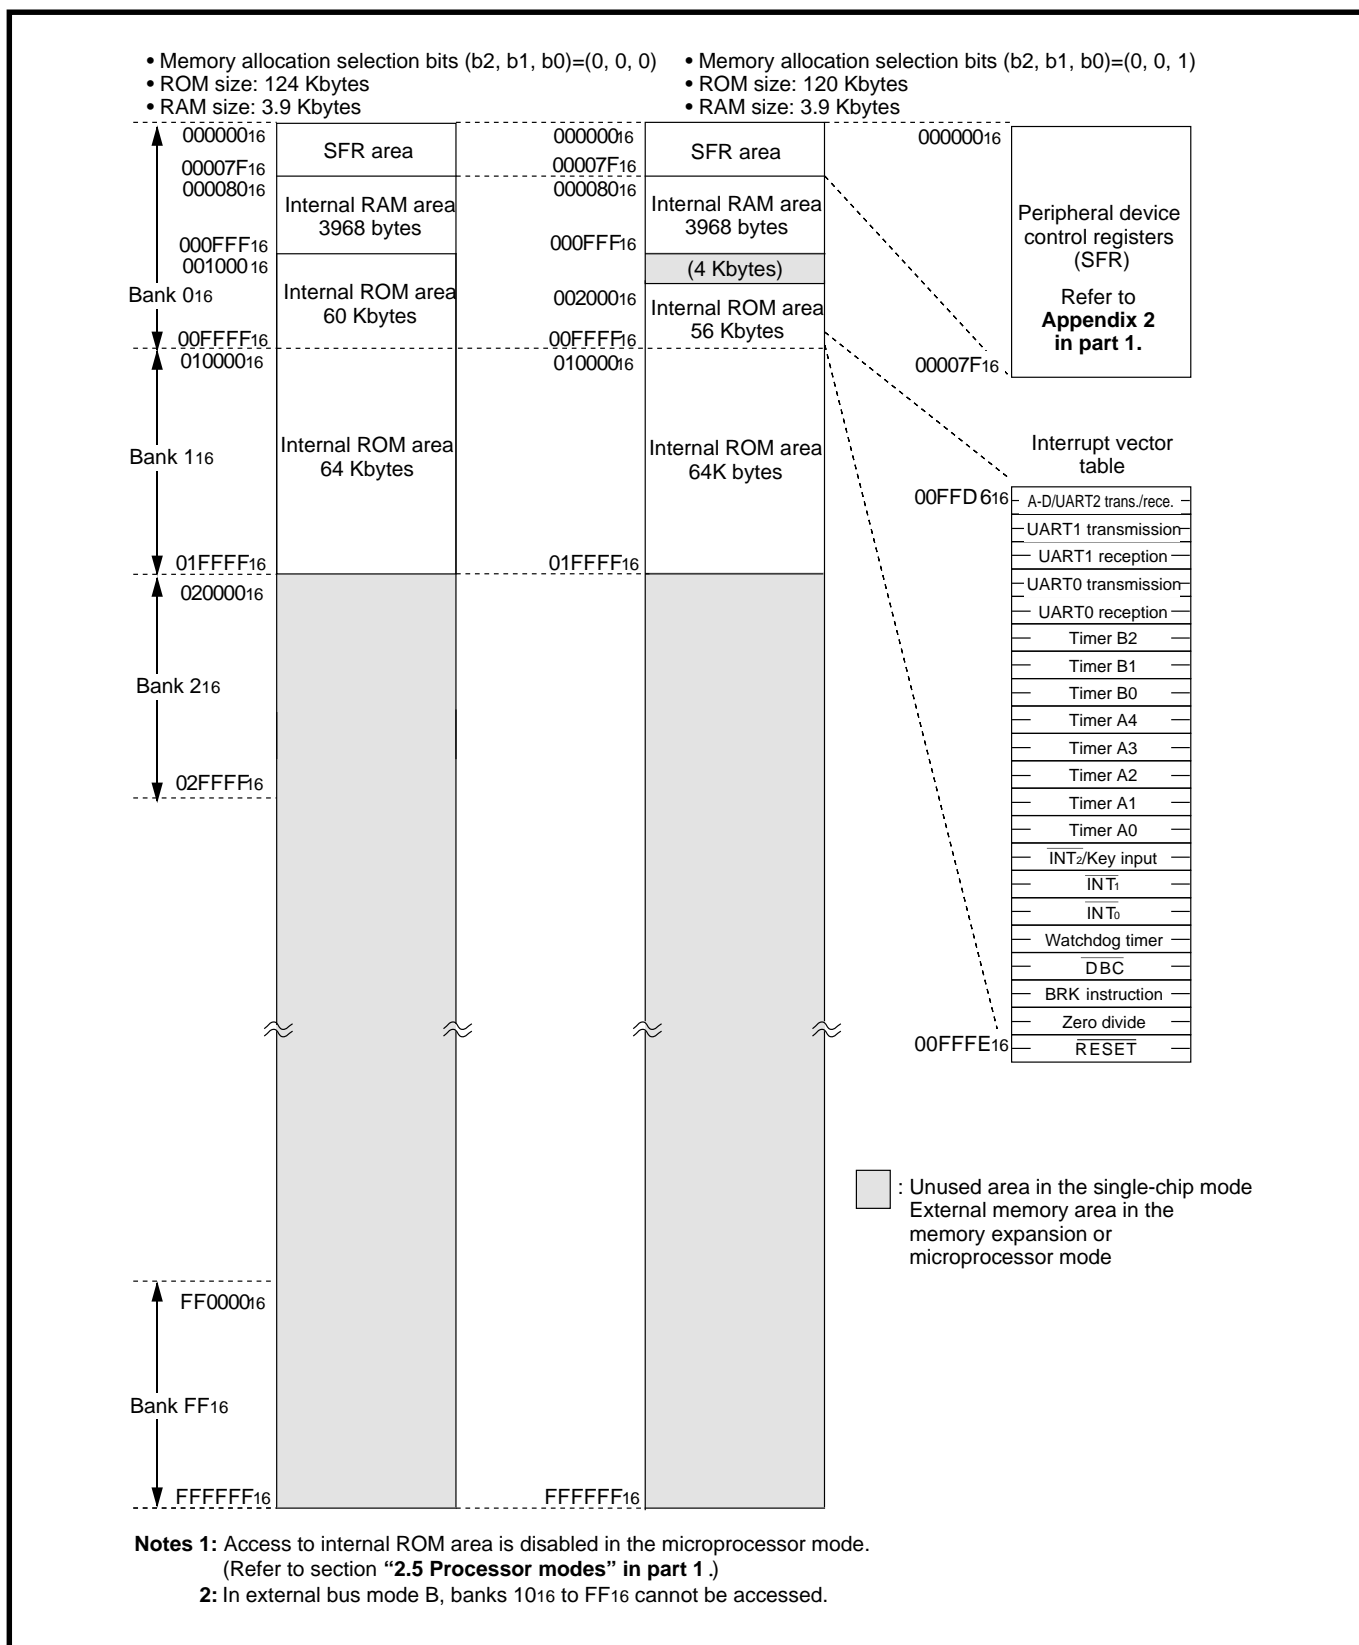 • Memory allocation selection bits (b2, b1, b0)=(0, 0, 0)
• ROM size: 124 Kbytes
• RAM size: 3.9 Kbytes
• Memory allocation selection bits (b2, b1, b0)=(0, 0, 1)
• ROM size: 120 Kbytes
• RAM size: 3.9 Kbytes
00000016
00007F16
00008016
000FFF16
00100016
00FFFF16
01000016
01FFFF16
02000016
02FFFF16
FF000016
FFFFFF16
Bank 016
Bank 116
Bank 216
Bank FF16
SFR area
Internal RAM area
3968 bytes
Internal ROM area
60 Kbytes
Internal ROM area
64 Kbytes
00000016
00007F16
00008016
000FFF16
00200016
00FFFF16
01000016
01FFFF16
FFFFFF16
SFR area
Internal RAM area
3968 bytes
(4 Kbytes)
Internal ROM area
56 Kbytes
Internal ROM area
64K bytes
00000016
00007F16
Peripheral device
control registers
(SFR)
Refer to
Appendix 2
in part 1.
Interrupt vector
table
00FFD616
A-D/UART2 trans./rece.
UART1 transmission
UART1 reception
UART0 transmission
UART0 reception
Timer B2
Timer B1
Timer B0
Timer A4
Timer A3
Timer A2
Timer A1
Timer A0
INT2/Key input
INT1
INT0
Watchdog timer
DBC
BRK instruction
Zero divide
00FFFE16
RESET
: Unused area in the single-chip mode
External memory area in the
memory expansion or
microprocessor mode
Notes 1: Access to internal ROM area is disabled in the microprocessor mode.
(Refer to section “2.5 Processor modes” in part 1.)
2: In external bus mode B, banks 1016 to FF16 cannot be accessed.